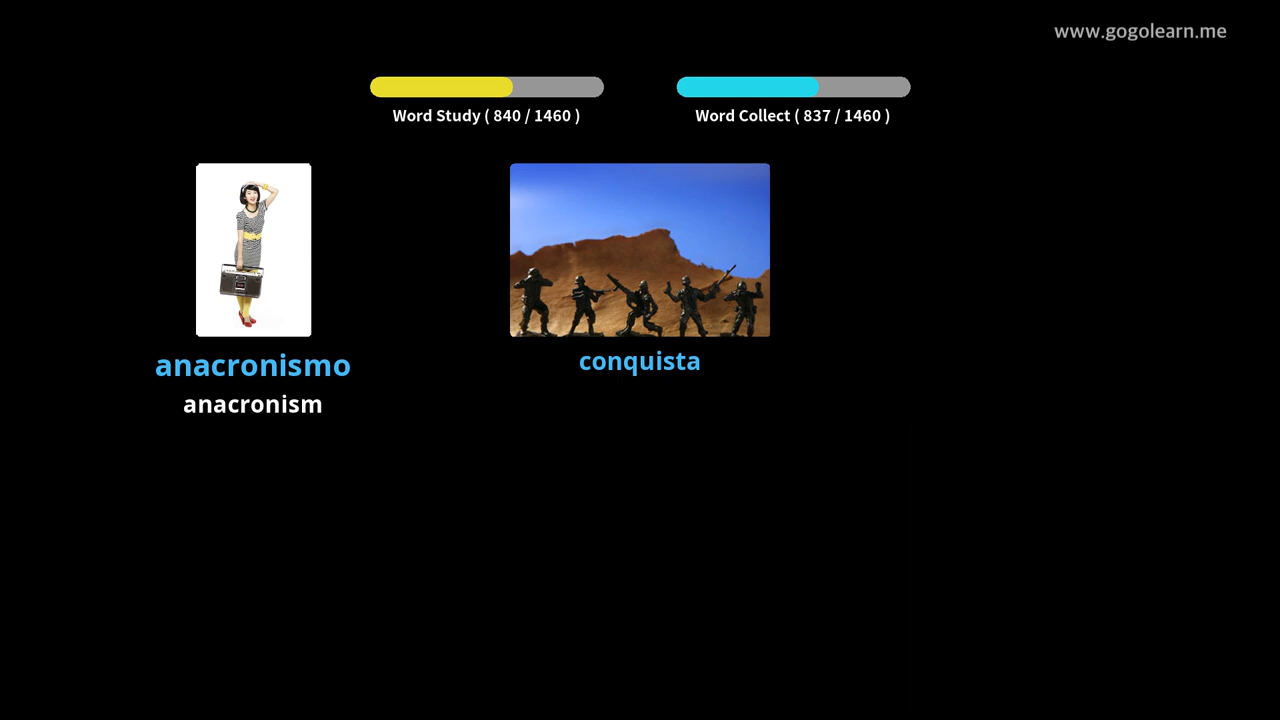 www.gogolearn.me
Word Study ( 840 / 1460 )
Word Collect ( 837 / 1460 )
anacronismo
anacronism
conquista